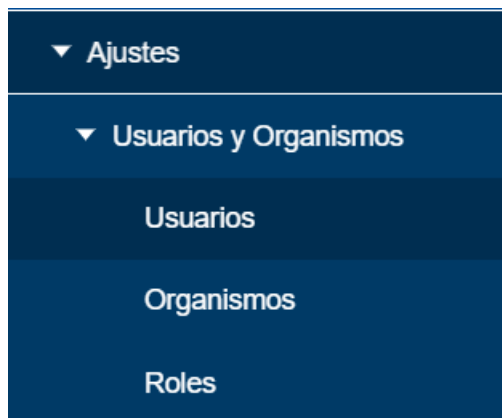 Ajustes
Usuarios y Organismos
Usuarios
Organismos
Roles